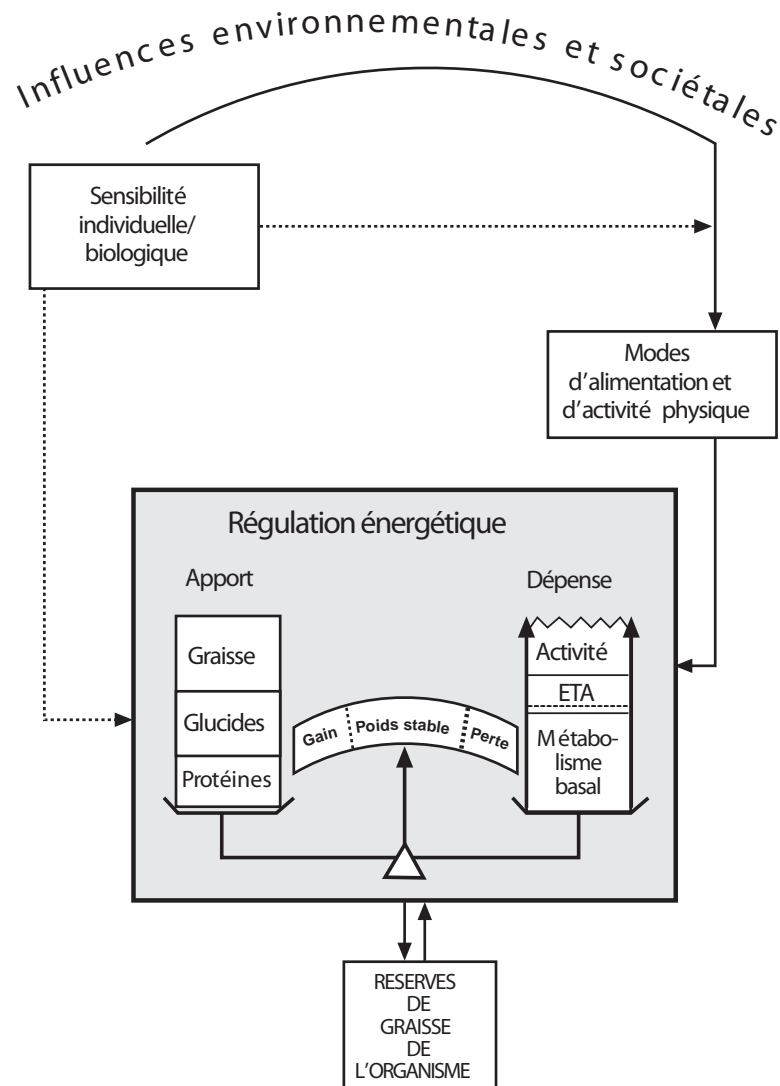 Influences environnementales et sociétales
Sensibilité
individuelle/
biologique
Modes
d'alimentation et
d'activité physique
Régulation énergétique
Apport
Dépense
Graisse
Glucides
Protéines
Gain
Poids stable
Perte
Activité
ETA
Métabo-
lisme
basal
RESERVES
DE
GRAISSE
DE
L'ORGANISME